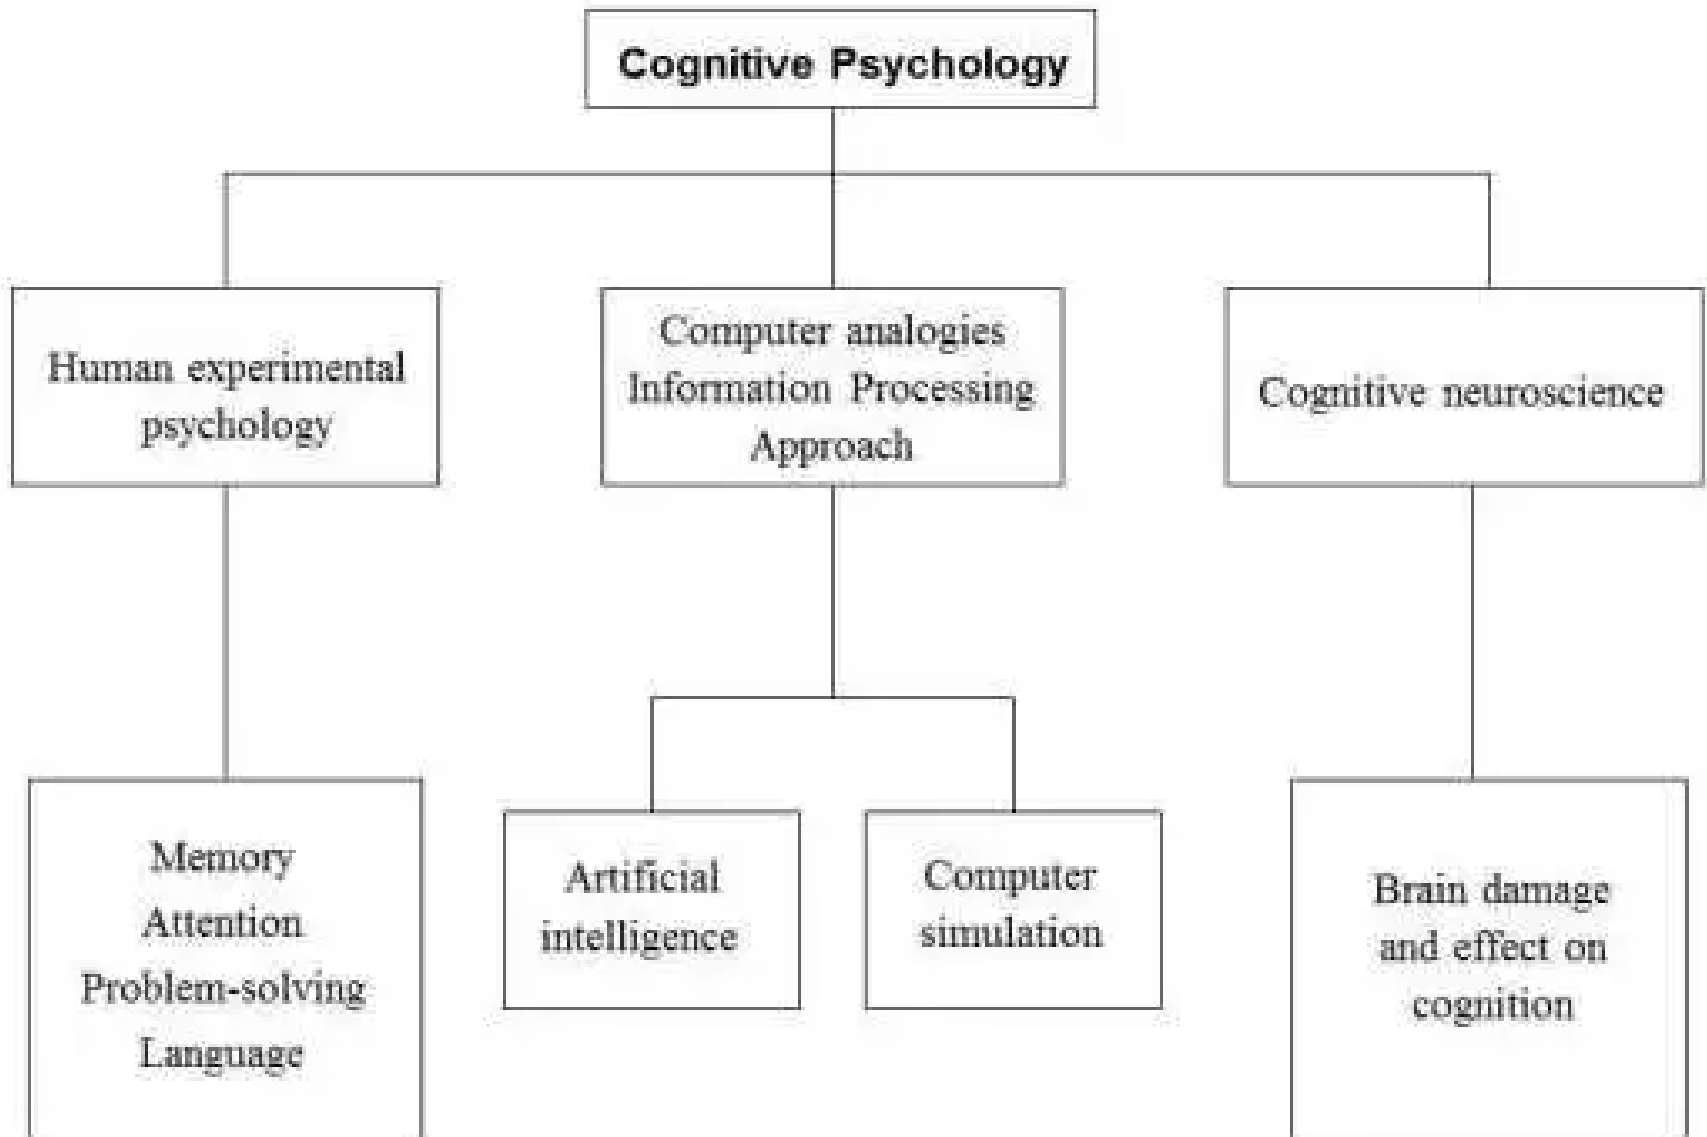 Cognitive Psychology
Human experimental
psychology
Computer analogies
Information Processing
Approach
Cognitive neuroscience
Memory
Attention
Problem-solving
Language
Artificial
intelligence
Computer
simulation
Brain damage
and effect on
cognition